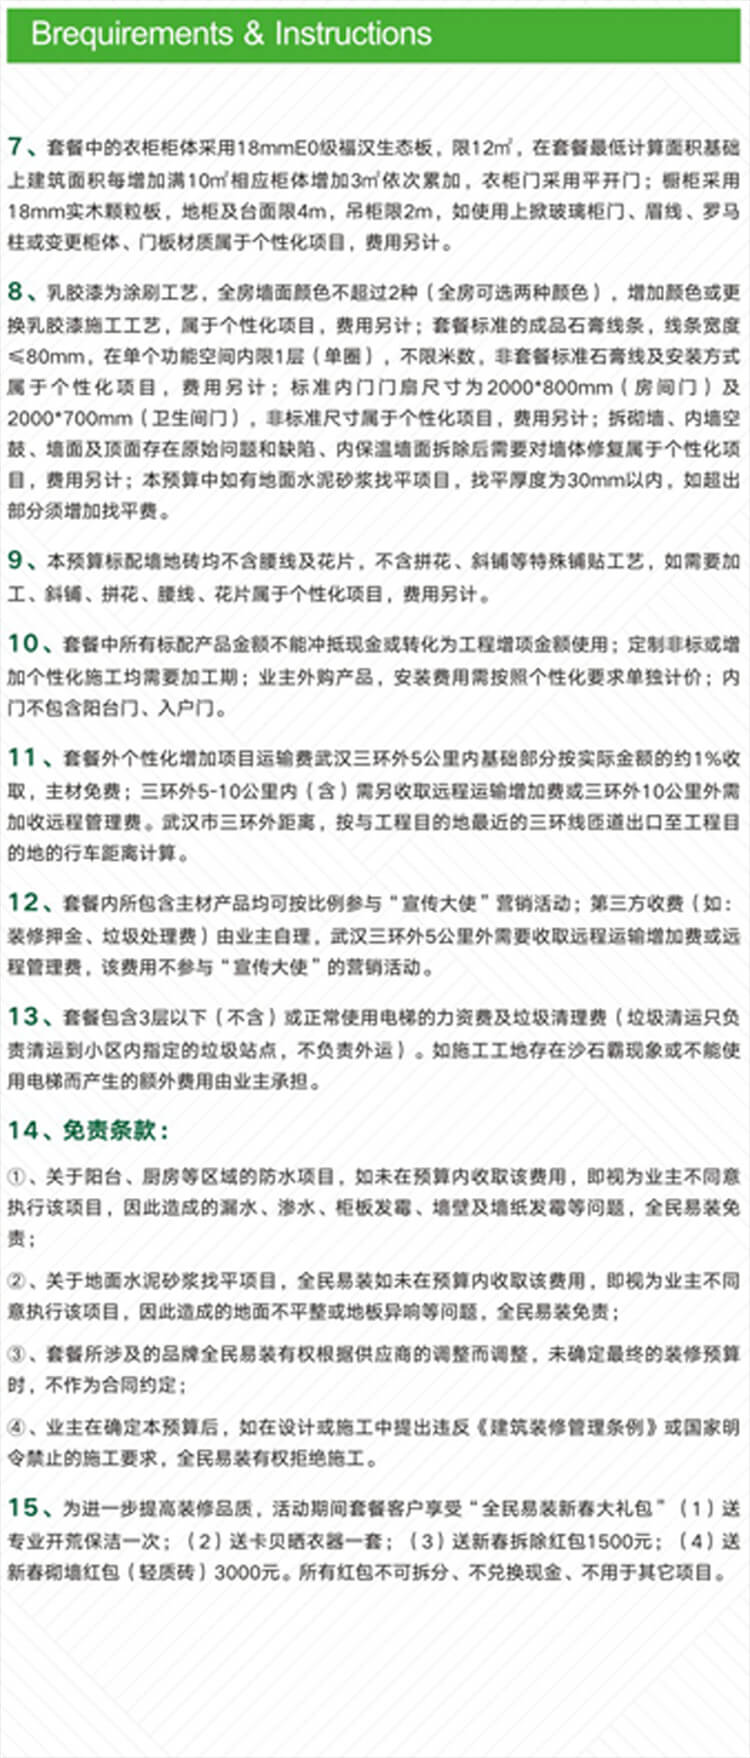 Brequirements & Instructions
7、套餐中的衣柜柜体采用18mmE0级福汉生态板，限12㎡，在套餐最低计算面积基础
上建筑面积每增加满10㎡相应柜体增加3㎡依次累加，衣柜门采用平开门；橱柜采用
18mm实木颗粒板，地柜及台面限4m，吊柜限2m，如使用上掀玻璃柜门、眉线、罗马
柱或变更柜体、门板材质属于个性化项目，费用另计。
8、乳胶漆为涂刷工艺，全房墙面颜色不超过2种（全房可选两种颜色），增加颜色或更
换乳胶漆施工工艺，属于个性化项目，费用另计；套餐标准的成品石膏线条，线条宽度
≤80mm，在单个功能空间内限1层（单圈），不限米数，非套餐标准石膏线及安装方式
属于个性化项目，费用另计；标准内门门扇尺寸为2000*800mm（房间门）及
2000*700mm（卫生间门），非标准尺寸属于个性化项目，费用另计；拆砌墙、内墙空
鼓、墙面及顶面存在原始问题和缺陷、内保温墙面拆除后需要对墙体修复属于个性化项
目，费用另计；本预算中如有地面水泥砂浆找平项目，找平厚度为30mm以内，如超出
部分须增加找平费。
9、本预算标配墙地砖均不含腰线及花片，不含拼花、斜铺等特殊铺贴工艺，如需要加
工、斜铺、拼花、腰线、花片属于个性化项目，费用另计。
10、套餐中所有标配产品金额不能冲抵现金或转化为工程增项金额使用；定制非标或增
加个性化施工均需要加工期；业主外购产品，安装费用需按照个性化要求单独计价；内
门不包含阳台门、入户门。
11、套餐外个性化增加项目运输费武汉三环外5公里内基础部分按实际金额的约1%收
取，主材免费；三环外5-10公里内（含）需另收取远程运输增加费或三环外10公里外需
加收远程管理费。武汉市三环外距离，按与工程目的地最近的三环线匝道出口至工程目
的地的行车距离计算。
12、套餐内所包含主材产品均可按比例参与“宣传大使”营销活动；第三方收费（如：
装修押金、垃圾处理费）由业主自理，武汉三环外5公里外需要收取远程运输增加费或远
程管理费，该费用不参与“宣传大使”的营销活动。
13、套餐包含3层以下（不含）或正常使用电梯的力资费及垃圾清理费（垃圾清运只负
责清运到小区内指定的垃圾站点，不负责外运）。如施工工地存在沙石霸现象或不能使
用电梯而产生的额外费用由业主承担。
14、免责条款：
①、关于阳台、厨房等区域的防水项目，如未在预算内收取该费用，即视为业主不同意
执行该项目，因此造成的漏水、渗水、柜板发霉、墙壁及墙纸发霉等问题，全民易装免
责；
②、关于地面水泥砂浆找平项目，全民易装如未在预算内收取该费用，即视为业主不同
意执行该项目，因此造成的地面不平整或地板异响等问题，全民易装免责；
③、套餐所涉及的品牌全民易装有权根据供应商的调整而调整，未确定最终的装修预算
时，不作为合同约定；
④、业主在确定本预算后，如在设计或施工中提出违反《建筑装修管理条例》或国家明
令禁止的施工要求，全民易装有权拒绝施工。
15、为进一步提高装修品质，活动期间套餐客户享受“全民易装新春大礼包”（1）送
专业开荒保洁一次；（2）送卡贝晒衣器一套；（3）送新春拆除红包1500元；（4）送
新春砌墙红包（轻质砖）3000元。所有红包不可拆分、不兑换现金、不用于其它项目。